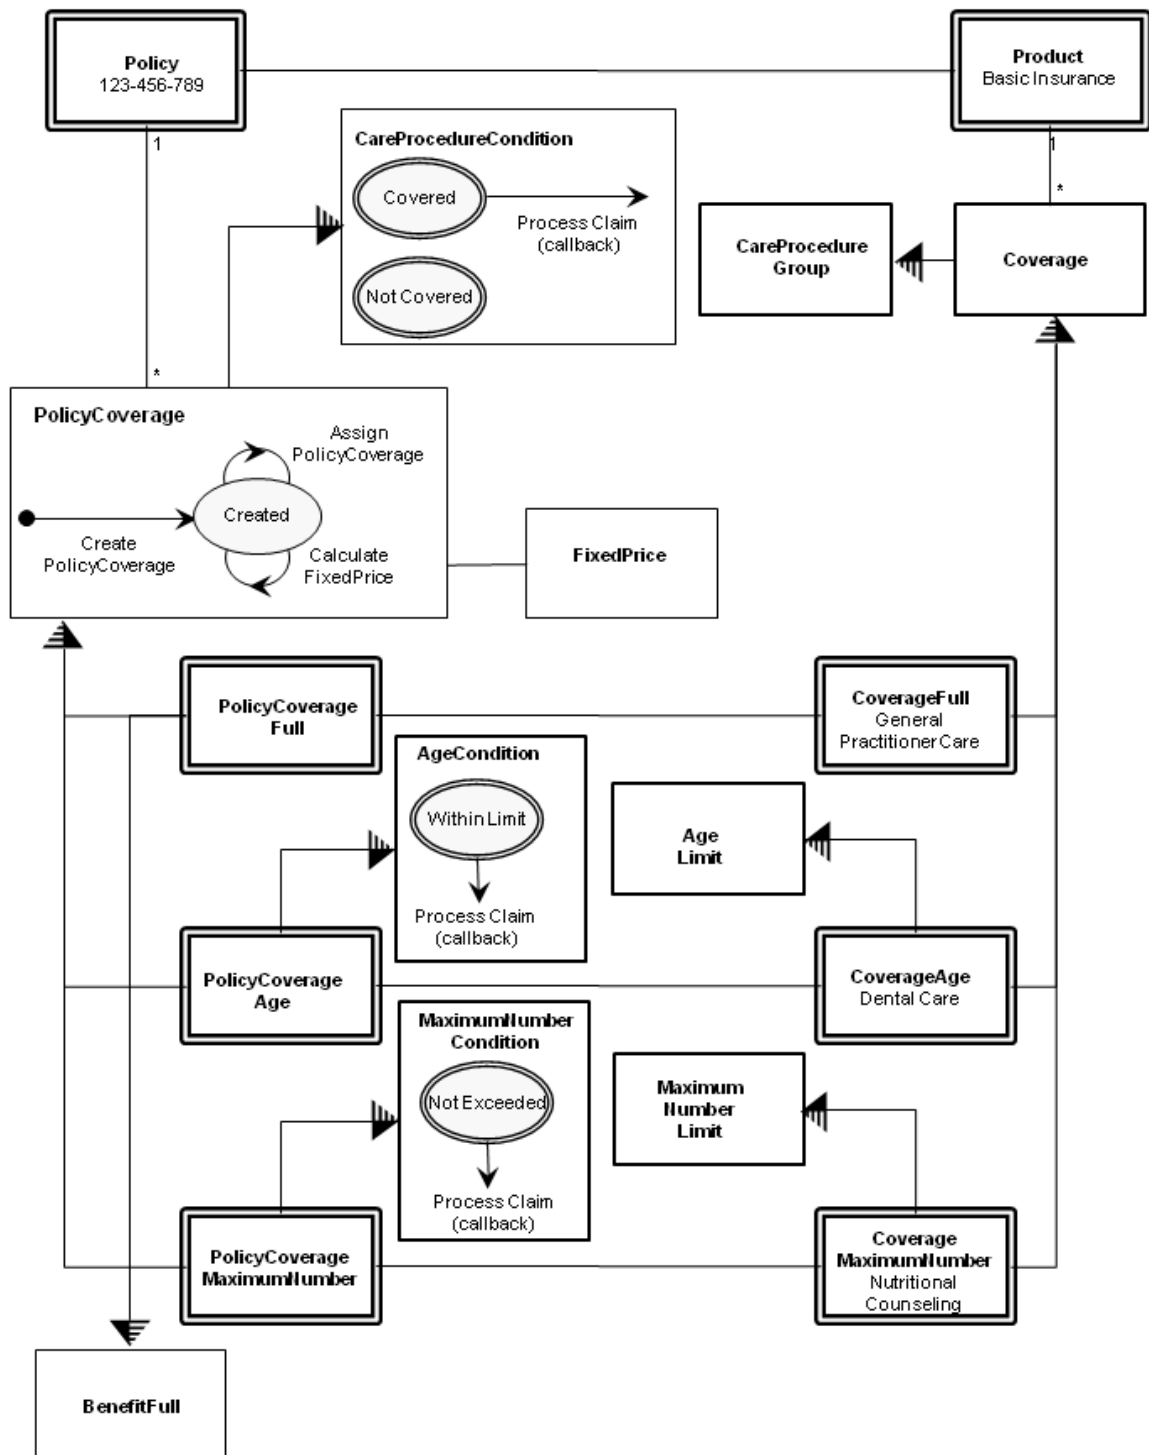 Policy
123-456-789
Product
Basic Insurance
1
1
*
CareProcedureCondition
Covered
Process Claim
(callback)
Not Covered
CareProcedure
Group
Coverage
*
PolicyCoverage
Assign
PolicyCoverage
Created
Create
PolicyCoverage
Calculate
FixedPrice
FixedPrice
PolicyCoverage
Full
CoverageFull
General
Practitioner Care
AgeCondition
Within Limit
Process Claim
(callback)
Age
Limit
PolicyCoverage
Age
CoverageAge
Dental Care
MaximumNumber
Condition
Not Exceeded
Process Claim
(callback)
Maximum
Number
Limit
PolicyCoverage
MaximumNumber
Coverage
MaximumNumber
Nutritional
Counseling
BenefitFull